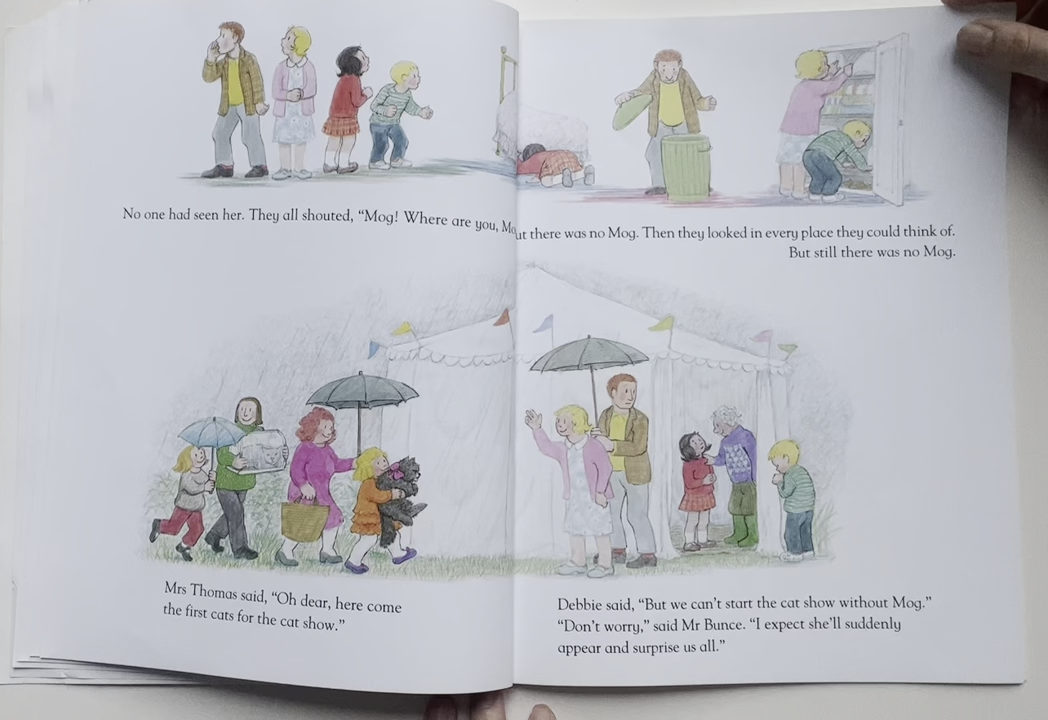 No one had seen her. They all shouted, “Mog! Where are you,
ut there was no Mog. Then they looked in every place they could think of.
But still there was no Mog.
Mrs Thomas said, “Oh dear, here come
the first cats for the cat show.”
Debbie said, “But we can’t start the cat show without Mog.”
“Don’t worry,” said Mr Bunce. “I expect she’ll suddenly
appear and surprise us all.”